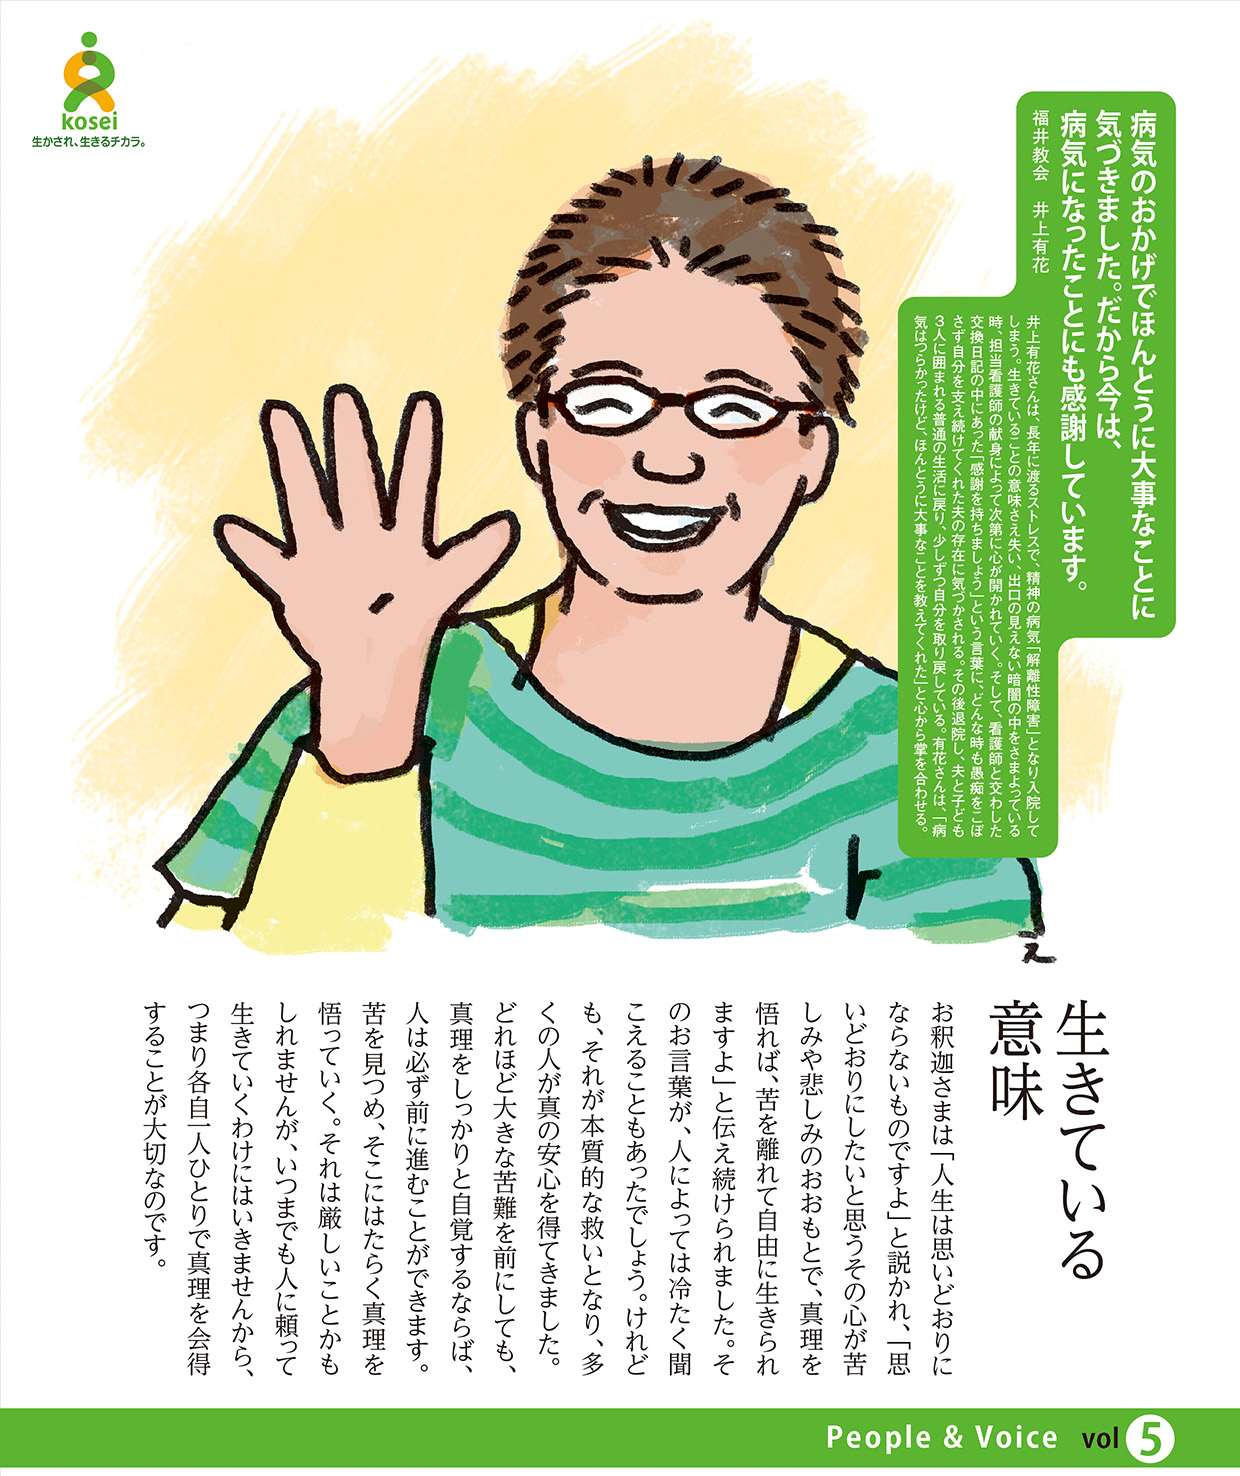 kosei
生かされ、生きるチカラ。
病気のおかげでほんとうに大事なことに
気づきました。だから今は、
病気になったことにも感謝しています。
福井教会　井上有花
井上有花さんは、長年に渡るストレスで、精神の病気「解離性障害」となり入院して
しまう。生きていることの意味さえ失い、出口の見えない暗闇の中をさまよっている
時、担当看護師の献身によって次第に心が開かれていく。そして、看護師と交わした
交換日記の中にあった「感謝を持ちましょう」という言葉に、どんな時も愚痴をこぼ
さず自分を支え続けてくれた夫の存在に気づかされる。その後退院し、夫と子ども
３人に囲まれる普通の生活に戻り、少しずつ自分を取り戻している。有花さんは、「病
気はつらかったけど、ほんとうに大事なことを教えてくれた」と心から掌を合わせる。
え
生きている
意味
お釈迦さまは「人生は思いどおりに
ならないものですよ」と説かれ、「思
いどおりにしたいと思うその心が苦
しみや悲しみのおおもとで、真理を
悟れば、苦を離れて自由に生きられ
ますよ」と伝え続けられました。そ
のお言葉が、人によっては冷たく聞
こえることもあったでしょう。けれど
も、それが本質的な救いとなり、多
くの人が真の安心を得てきました。
どれほど大きな苦難を前にしても、
真理をしっかりと自覚するならば、
人は必ず前に進むことができます。
苦を見つめ、そこにはたらく真理を
悟っていく。それは厳しいことかも
しれませんが、いつまでも人に頼って
生きていくわけにはいきませんから、
つまり各自一人ひとりで真理を会得
することが大切なのです。
People & Voice vol 5